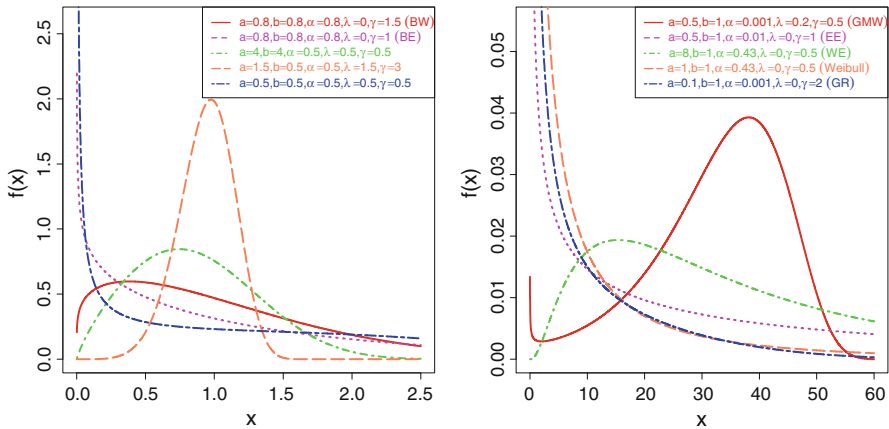 a=0.8,b=0.8,α=0.8,λ=0,γ=1.5 (BW)
a=0.8,b=0.8,α=0.8,λ=0,γ=1 (BE)
a=4,b=4,α=0.5,λ=0.5,γ=0.5
a=1.5,b=0.5,α=0.5,λ=1.5,γ=3
a=0.5,b=0.5,α=0.5,λ=0.5,γ=0.5
f(x)
2.5
2.0
1.5
1.0
0.5
0.0
0.0 0.5 1.0 1.5 2.0 2.5
x
a=0.5,b=1,α=0.001,λ=0.2,γ=0.5 (GMW)
a=0.5,b=1,α=0.01,λ=0,γ=1 (EE)
a=8,b=1,α=0.43,λ=0,γ=0.5 (WE)
a=1,b=1,α=0.43,λ=0,γ=0.5 (Weibull)
a=0.1,b=1,α=0.001,λ=0,γ=2 (GR)
f(x)
0.05
0.04
0.03
0.02
0.01
0.00
0 10 20 30 40 50 60
x